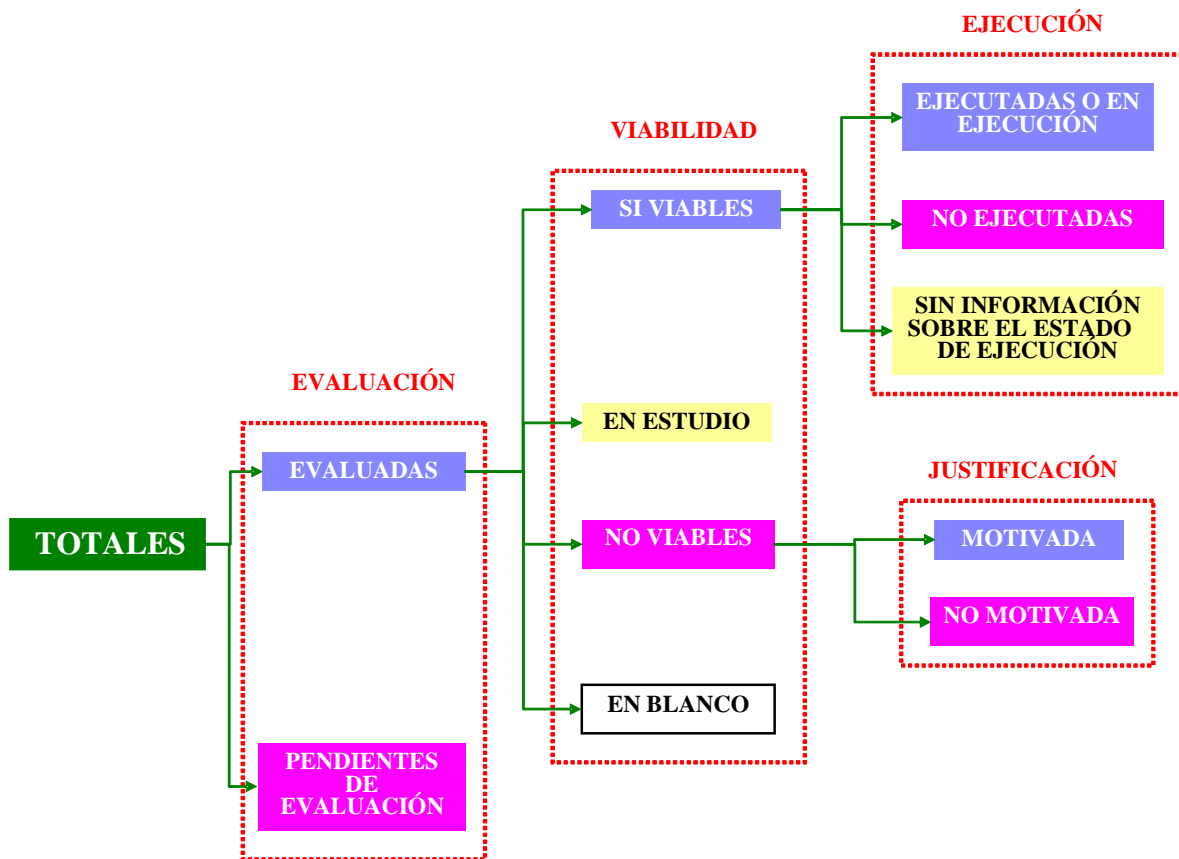 EJECUCIÓN
EJECUTADAS O EN
EJECUCIÓN
VIABILIDAD
SI VIABLES
NO EJECUTADAS
SIN INFORMACIÓN
SOBRE EL ESTADO
DE EJECUCIÓN
EVALUACIÓN
EN ESTUDIO
EVALUADAS
JUSTIFICACIÓN
TOTALES
NO VIABLES
MOTIVADA
NO MOTIVADA
EN BLANCO
PENDIENTES
DE
EVALUACIÓN